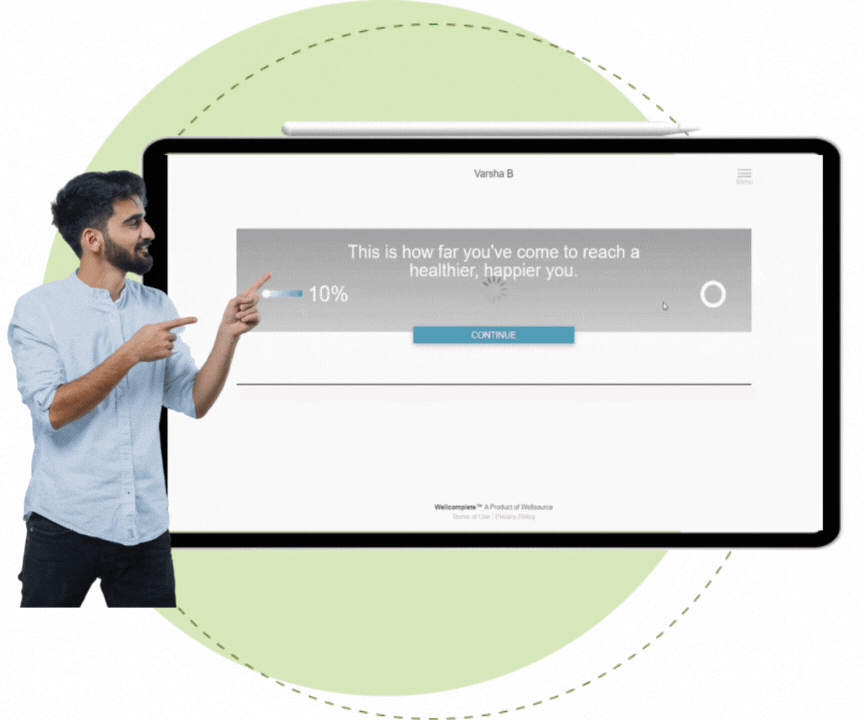 Varsha B
MENU
This is how far you've come to reach a
healthier, happier you.
10%
CONTINUE
Wellcomplete™ A Product of Wellsource
Terms of Use | Privacy Policy